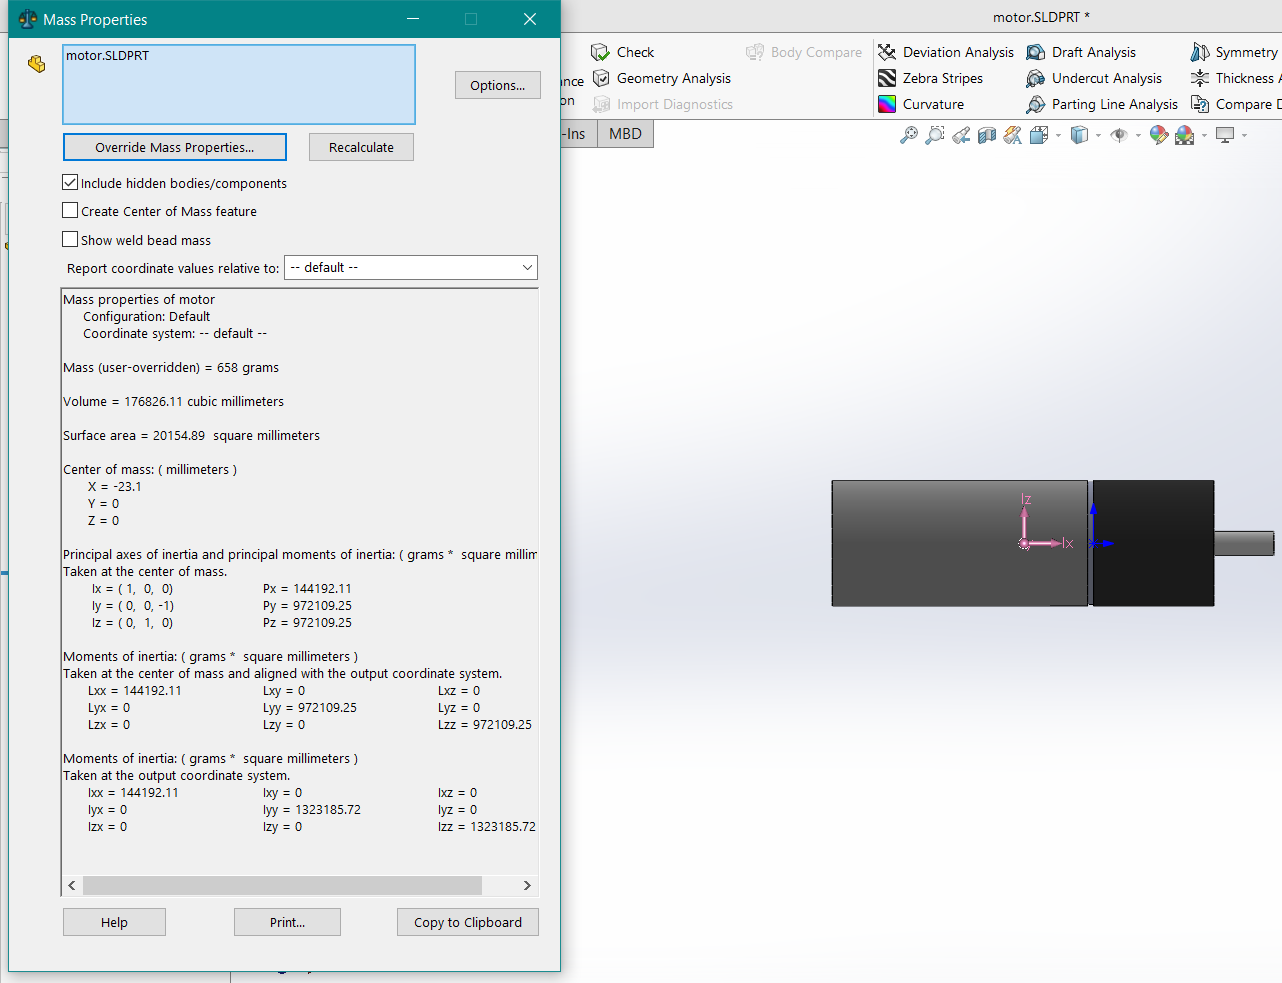 Mass Properties
motor.SLDPRT *
motor.SLDPRT
Options...
Override Mass Properties...
Recalculate
Include hidden bodies/components
Create Center of Mass feature
Show weld bead mass
Report coordinate values relative to: -- default --
Mass properties of motor
Configuration: Default
Coordinate system: -- default --
Mass (user-overridden) = 658 grams
Volume = 176826.11 cubic millimeters
Surface area = 20154.89 square millimeters
Center of mass: ( millimeters )
X = -23.1
Y = 0
Z = 0
Principal axes of inertia and principal moments of inertia: ( grams * square millim
Taken at the center of mass.
Ix = ( 1, 0, 0) Px = 144192.11
Iy = ( 0, 0, -1) Py = 972109.25
Iz = ( 0, 1, 0) Pz = 972109.25
Moments of inertia: ( grams * square millimeters )
Taken at the center of mass and aligned with the output coordinate system.
Lxx = 144192.11 Lxy = 0 Lxz = 0
Lyx = 0 Lyy = 972109.25 Lyz = 0
Lzx = 0 Lzy = 0 Lzz = 972109.25
Moments of inertia: ( grams * square millimeters )
Taken at the output coordinate system.
Ixx = 144192.11 Ixy = 0 Ixz = 0
Iyx = 0 Iyy = 1323185.72 Iyz = 0
Izx = 0 Izy = 0 Izz = 1323185.72
Help
Print...
Copy to Clipboard
ance
on
Check
Geometry Analysis
Import Diagnostics
Body Compare
Deviation Analysis
Zebra Stripes
Curvature
Draft Analysis
Undercut Analysis
Parting Line Analysis
Symmetry
Thickness A
Compare D
-Ins
MBD
Iz
Ix